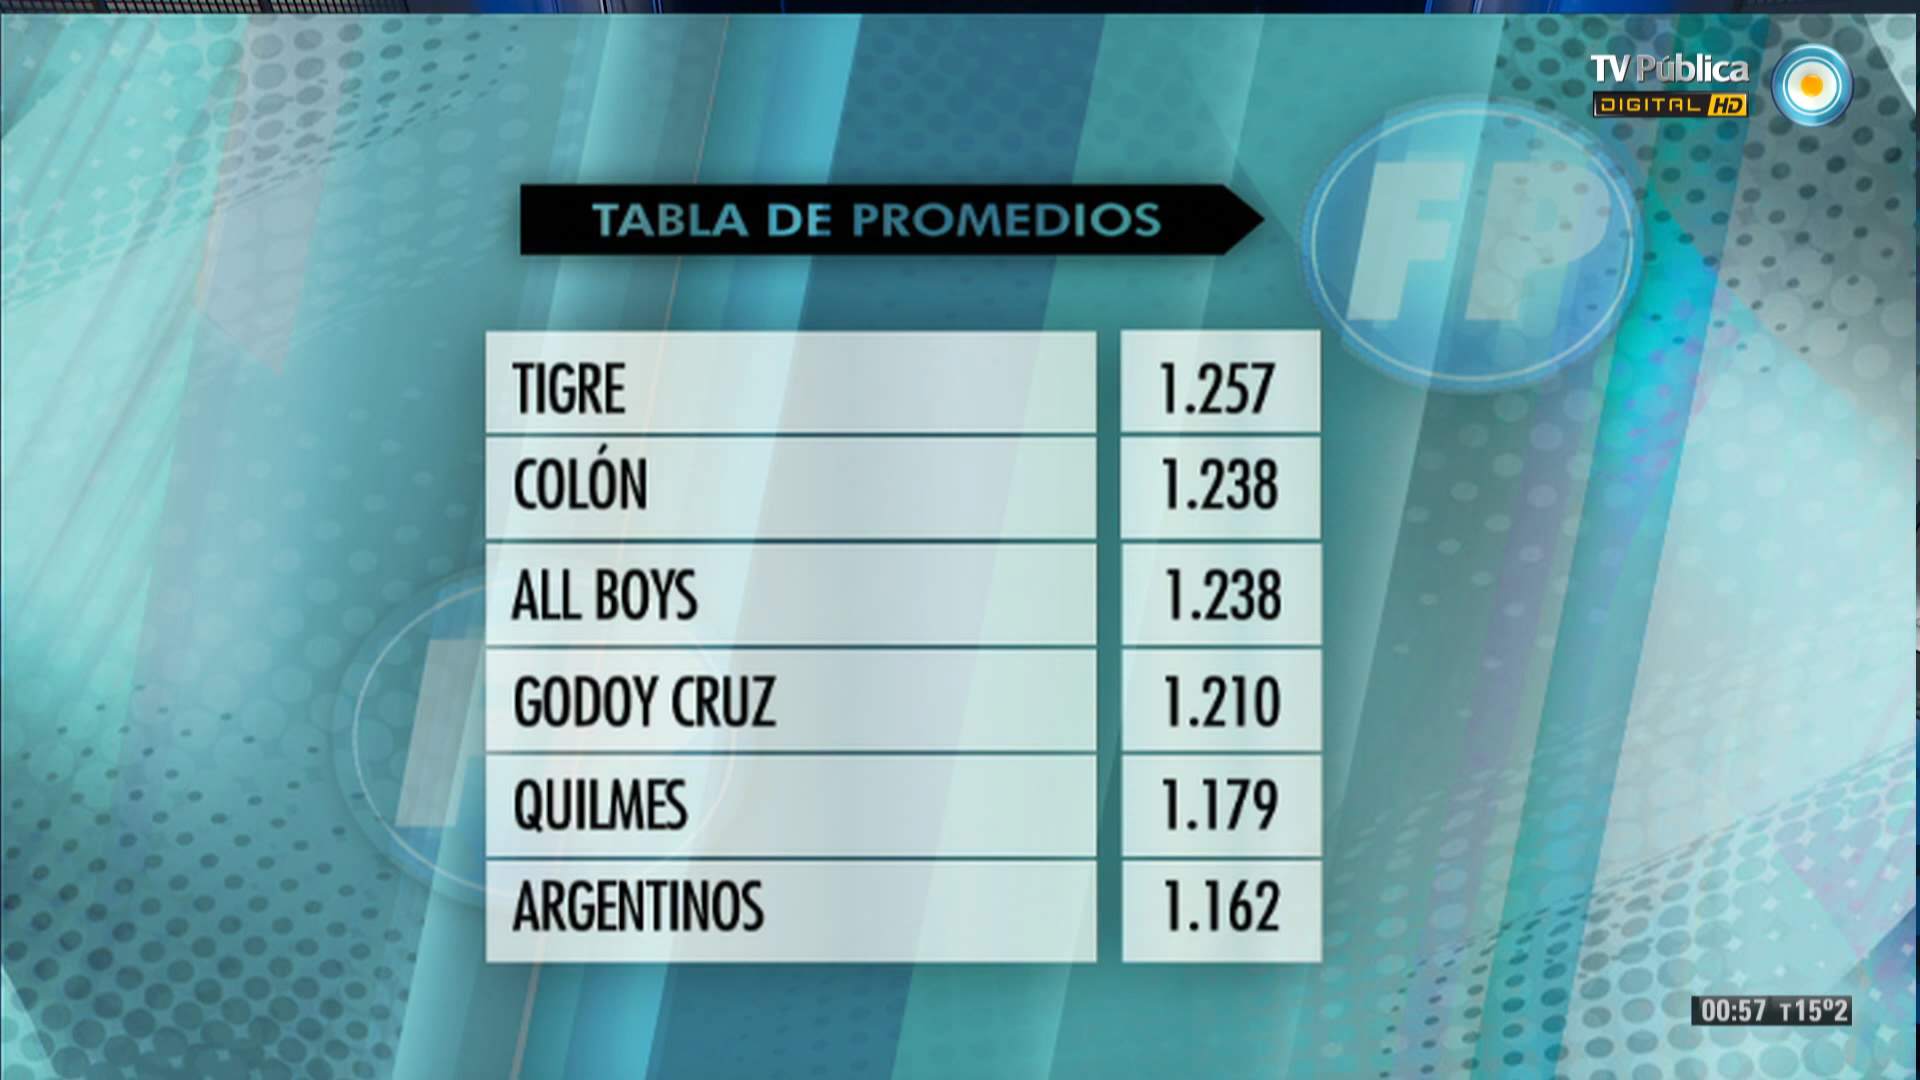 TV Pública
DIGITAL HD
TABLA DE PROMEDIOS
FP
TIGRE 1.257
COLÓN 1.238
ALL BOYS 1.238
GODOY CRUZ 1.210
QUILMES 1.179
ARGENTINOS 1.162
00:57 T15º2